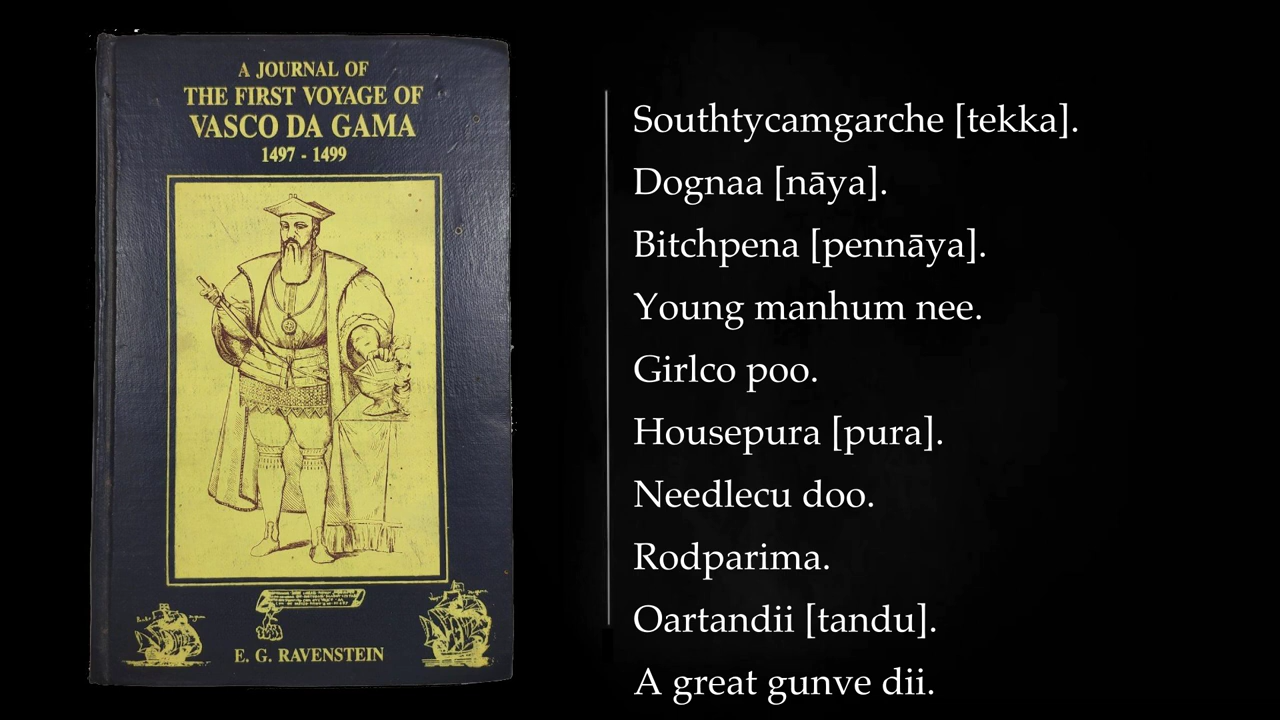 A JOURNAL OF
THE FIRST VOYAGE OF
VASCO DA GAMA
1497 - 1499
E. G. RAVENSTEIN
Southtycamgarche [tekka].
Dognaa [nāya].
Bitchpena [pennāya].
Young manhum nee.
Girlco poo.
Housepura [pura].
Needlecu doo.
Rodparima.
Oartandii [tandu].
A great gunve dii.